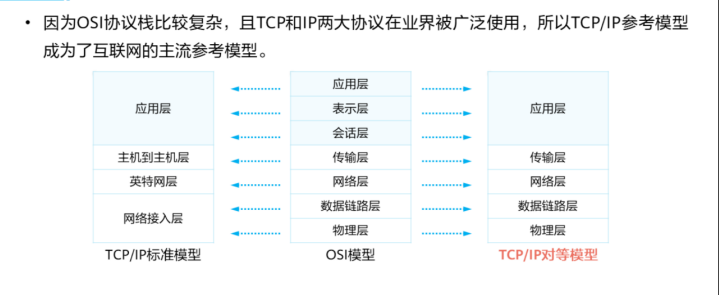 • 因为OSI协议栈比较复杂，且TCP和IP两大协议在业界被广泛使用，所以TCP/IP参考模型
成为了互联网的主流参考模型。
应用层
主机到主机层
英特网层
网络接入层
TCP/IP标准模型
应用层
表示层
会话层
传输层
网络层
数据链路层
物理层
OSI模型
应用层
传输层
网络层
数据链路层
物理层
TCP/IP对等模型